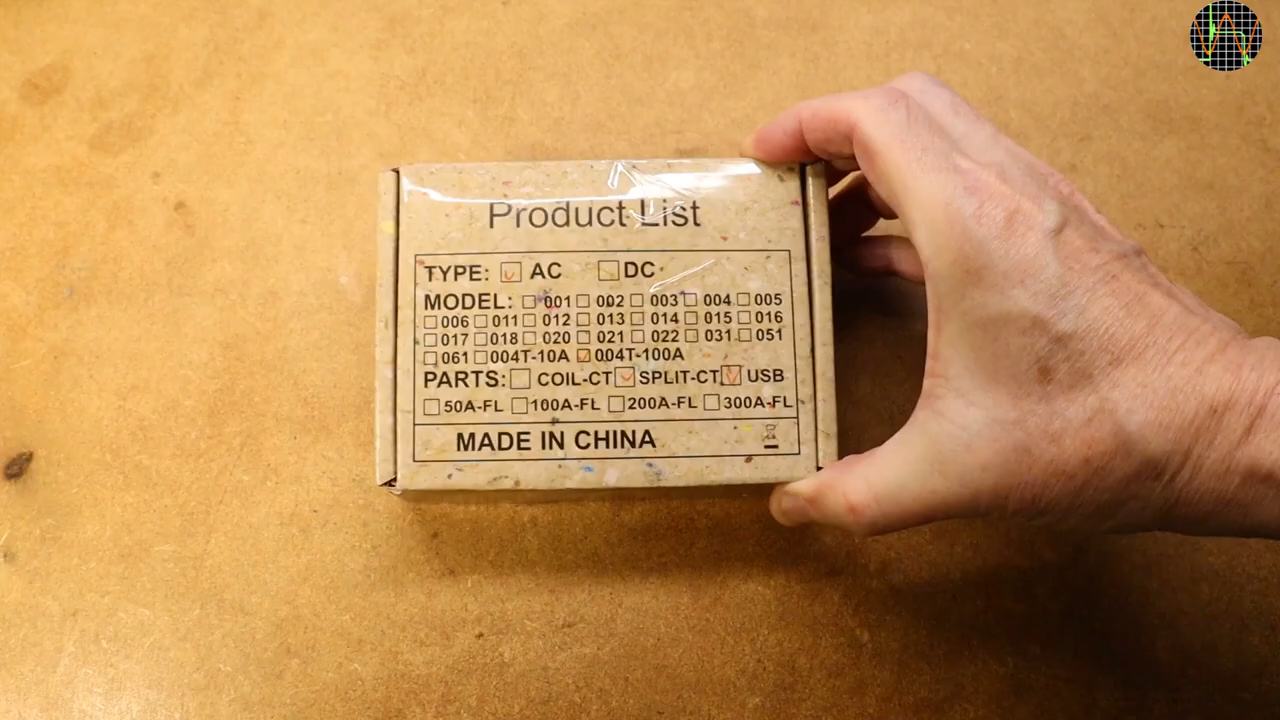 Product List
TYPE: ☑ AC ☐ DC
MODEL: ☐ 001 ☐ 002 ☐ 003 ☐ 004 ☐ 005
☐ 006 ☐ 011 ☐ 012 ☐ 013 ☐ 014 ☐ 015 ☐ 016
☐ 017 ☐ 018 ☐ 020 ☐ 021 ☐ 022 ☐ 031 ☐ 051
☐ 061 ☐ 004T-10A ☑ 004T-100A
PARTS: ☐ COIL-CT ☑ SPLIT-CT ☑ USB
☐ 50A-FL ☐ 100A-FL ☐ 200A-FL ☐ 300A-FL
MADE IN CHINA